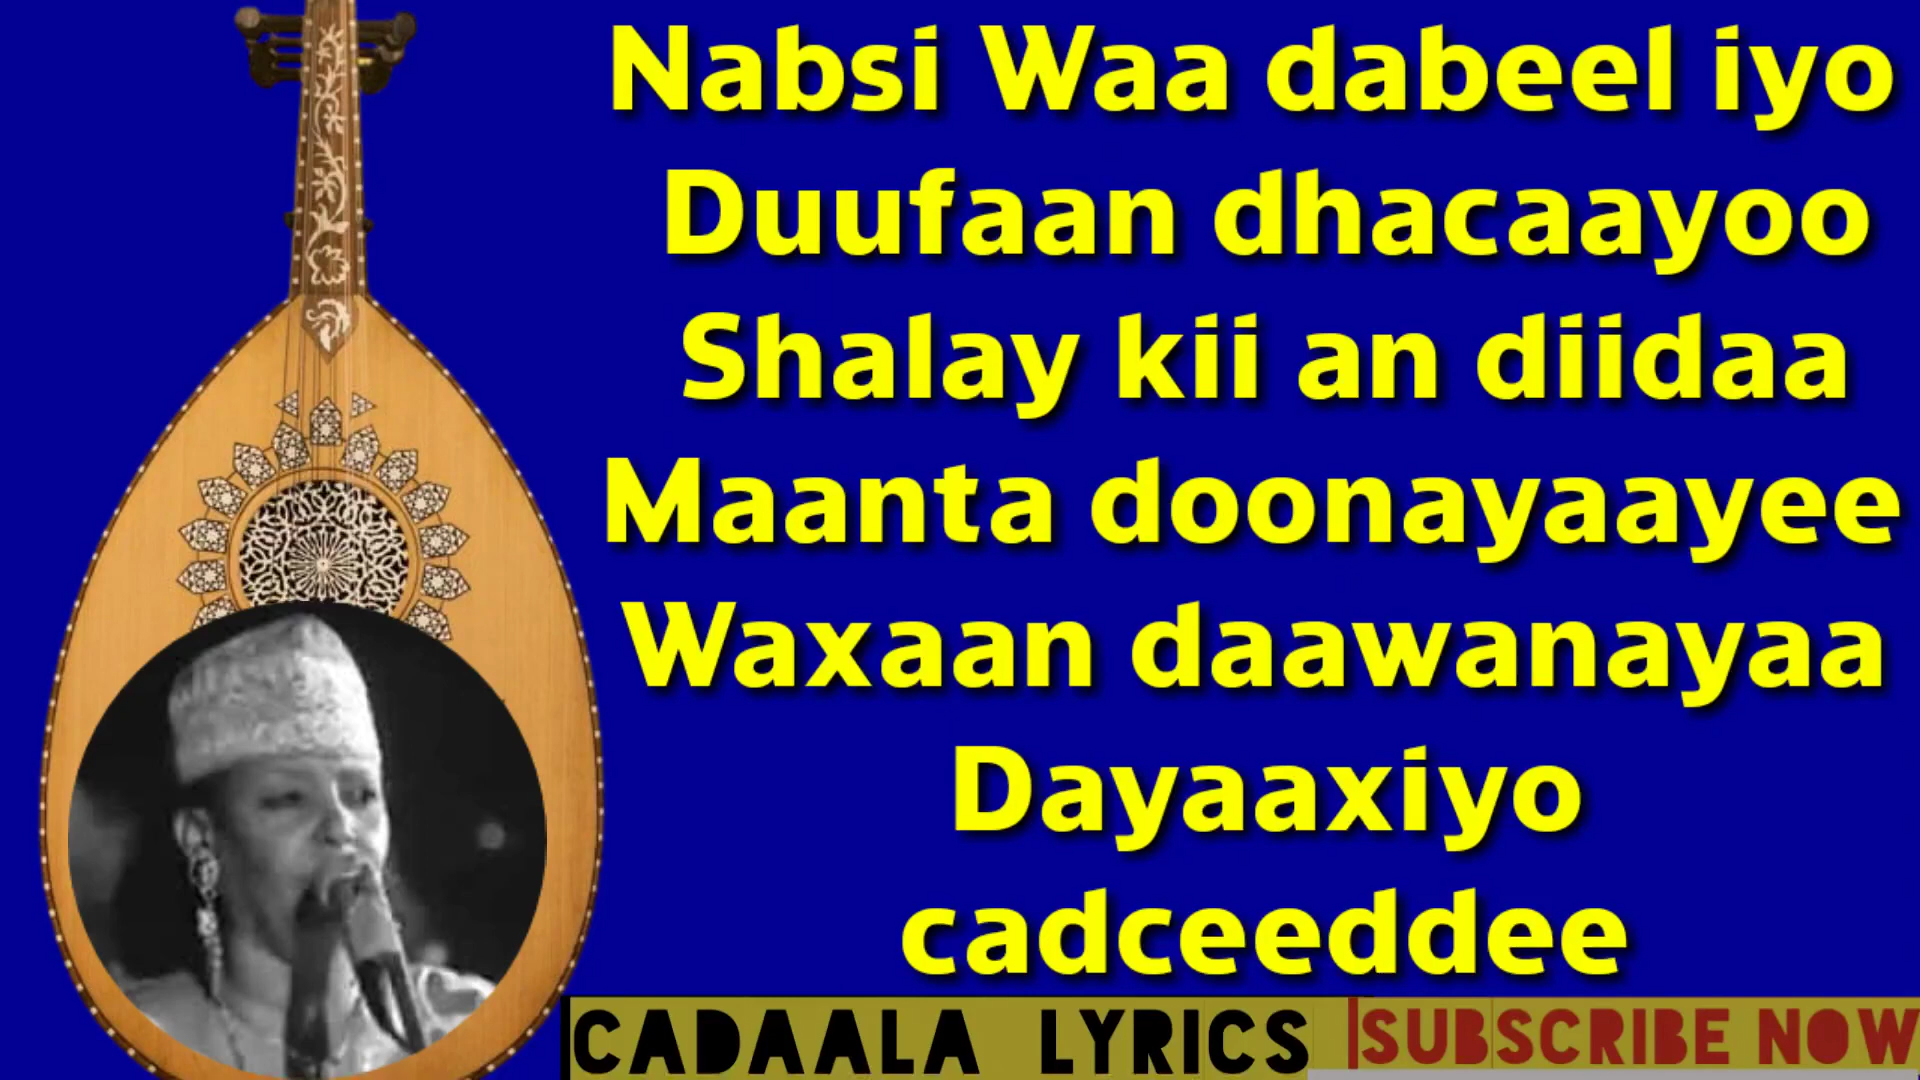 Nabsi Waa dabeel iyo
Duufaan dhacaayoo
Shalay kii an diidaa
Maanta doonayaayee
Waxaan daawanayaa
Dayaaxiyo
cadceeddee
CADAALA LYRICS
SUBSCRIBE NOW